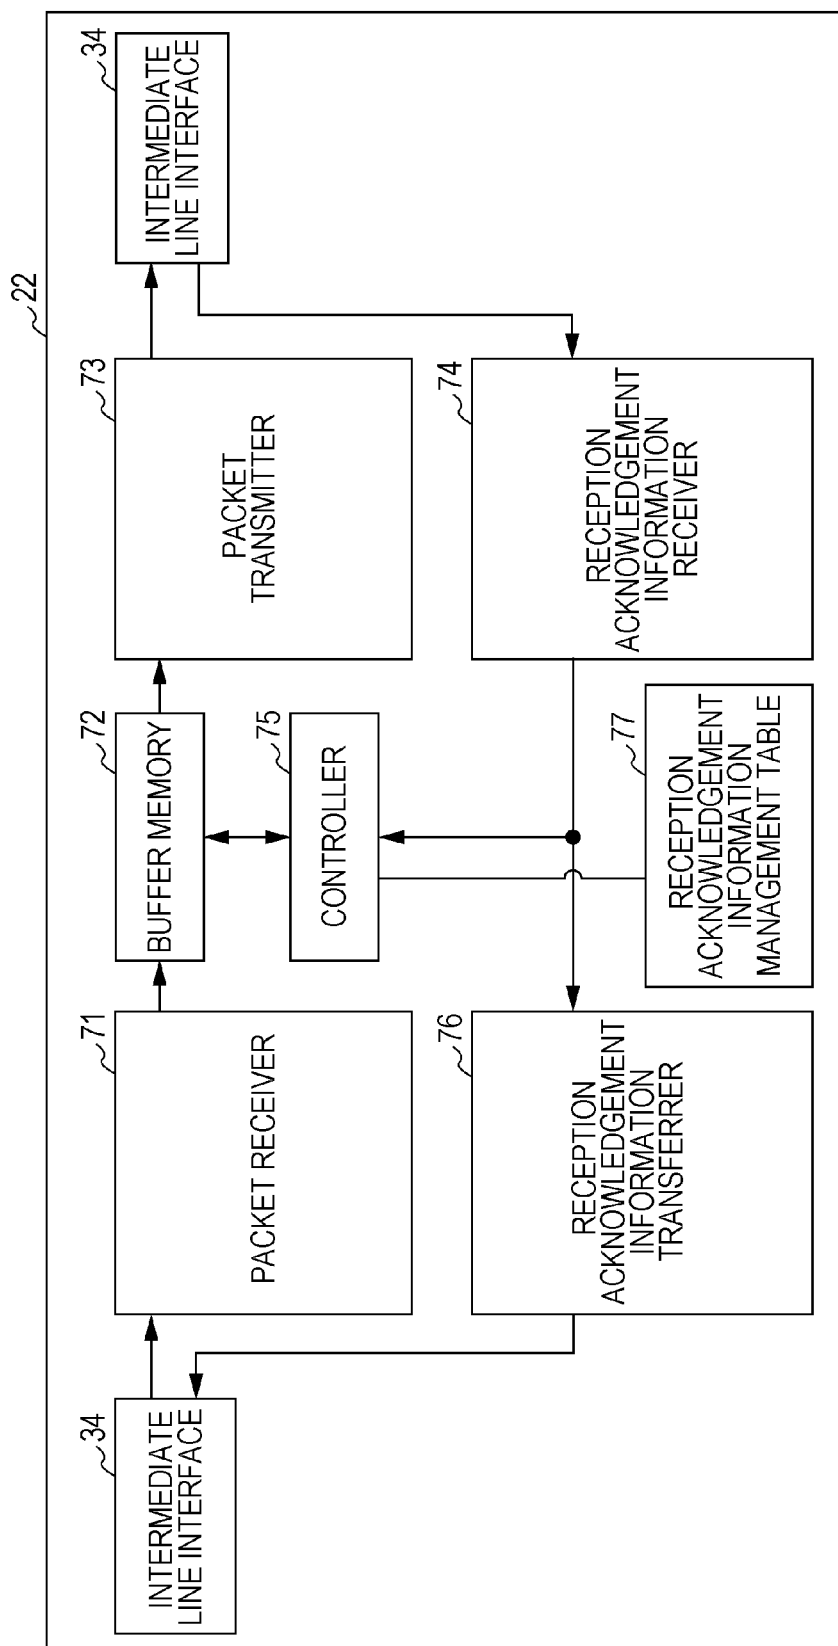 22
34
INTERMEDIATE
LINE INTERFACE
71
PACKET RECEIVER
72
BUFFER MEMORY
73
PACKET
TRANSMITTER
34
INTERMEDIATE
LINE INTERFACE
75
CONTROLLER
76
RECEPTION
ACKNOWLEDGEMENT
INFORMATION
TRANSFERRER
77
RECEPTION
ACKNOWLEDGEMENT
INFORMATION
MANAGEMENT TABLE
74
RECEPTION
ACKNOWLEDGEMENT
INFORMATION
RECEIVER